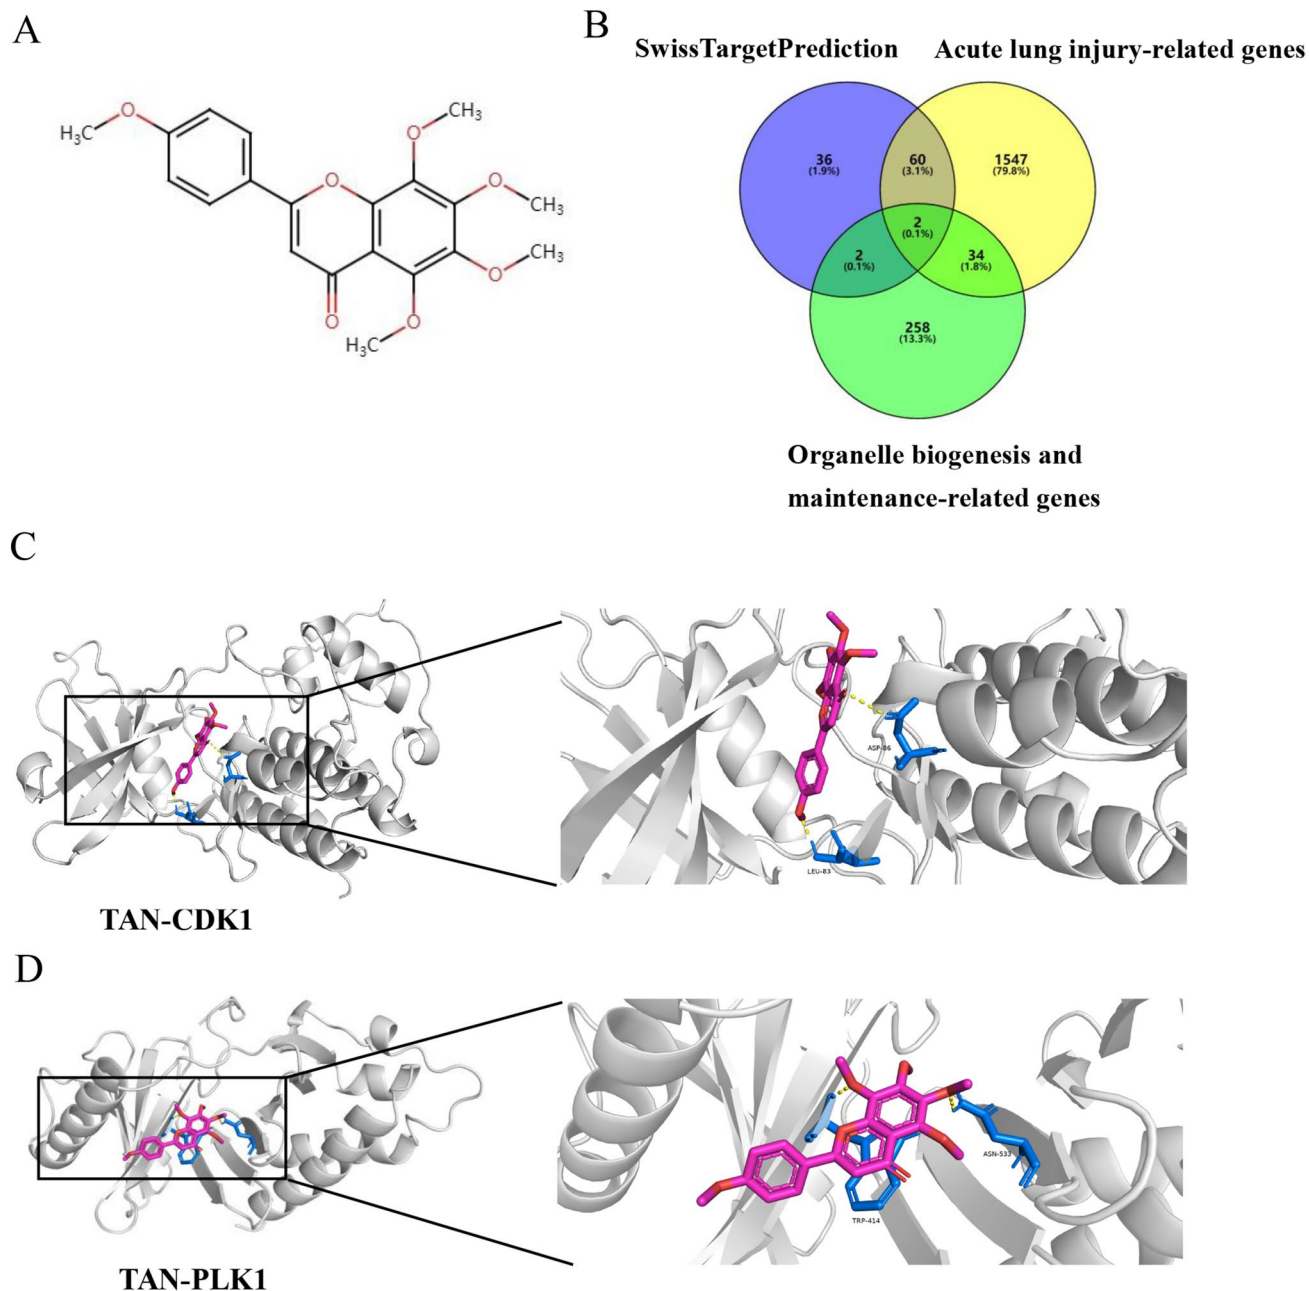 A
B
SwissTargetPrediction
Acute lung injury-related genes
O
H₃C
O
CH₃
O
O
CH₃
O
CH₃
O
O
H₃C
36
(1.9%)
60
(3.1%)
1547
(79.8%)
2
(0.1%)
2
(0.1%)
34
(1.8%)
258
(13.3%)
Organelle biogenesis and
maintenance-related genes
C
ASP-86
LEU-83
TAN-CDK1
D
ASN-533
TRP-414
TAN-PLK1